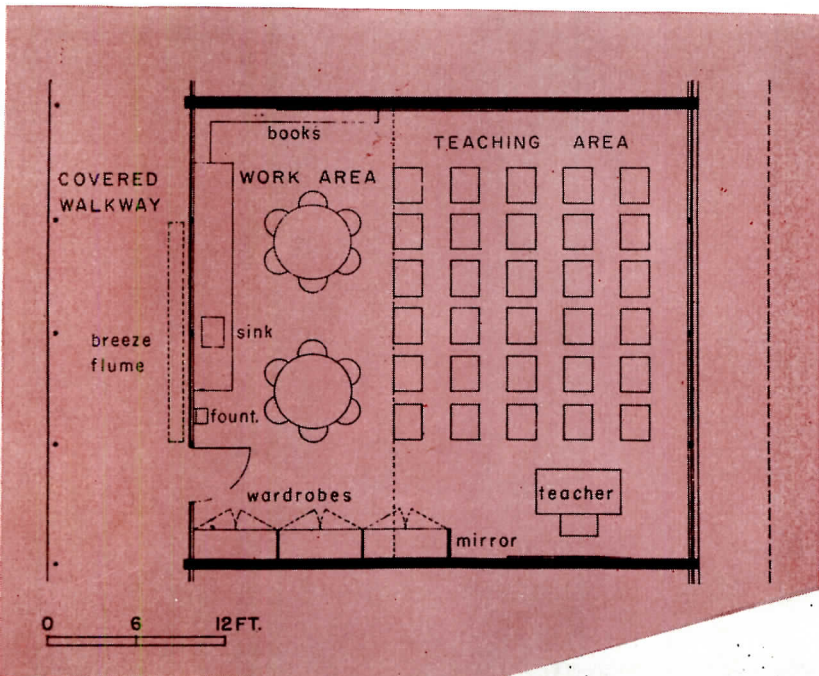 books
TEACHING AREA
COVERED
WALKWAY
WORK AREA
breeze
flume
sink
fount.
wardrobes
teacher
mirror
0 6 12 FT.